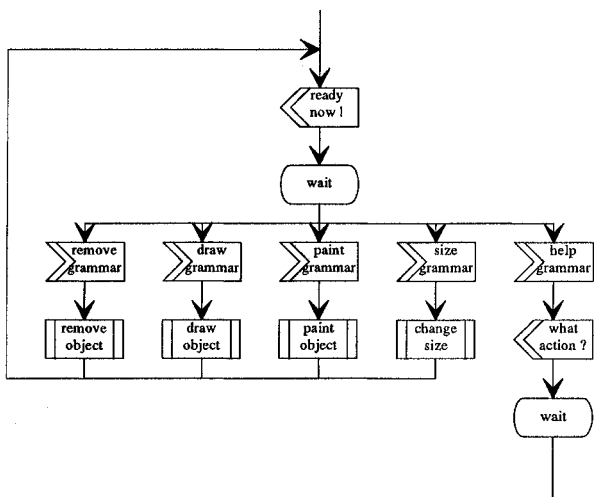 ready
now !
wait
remove
grammar
draw
grammar
paint
grammar
size
grammar
help
grammar
remove
object
draw
object
paint
object
change
size
what
action ?
wait